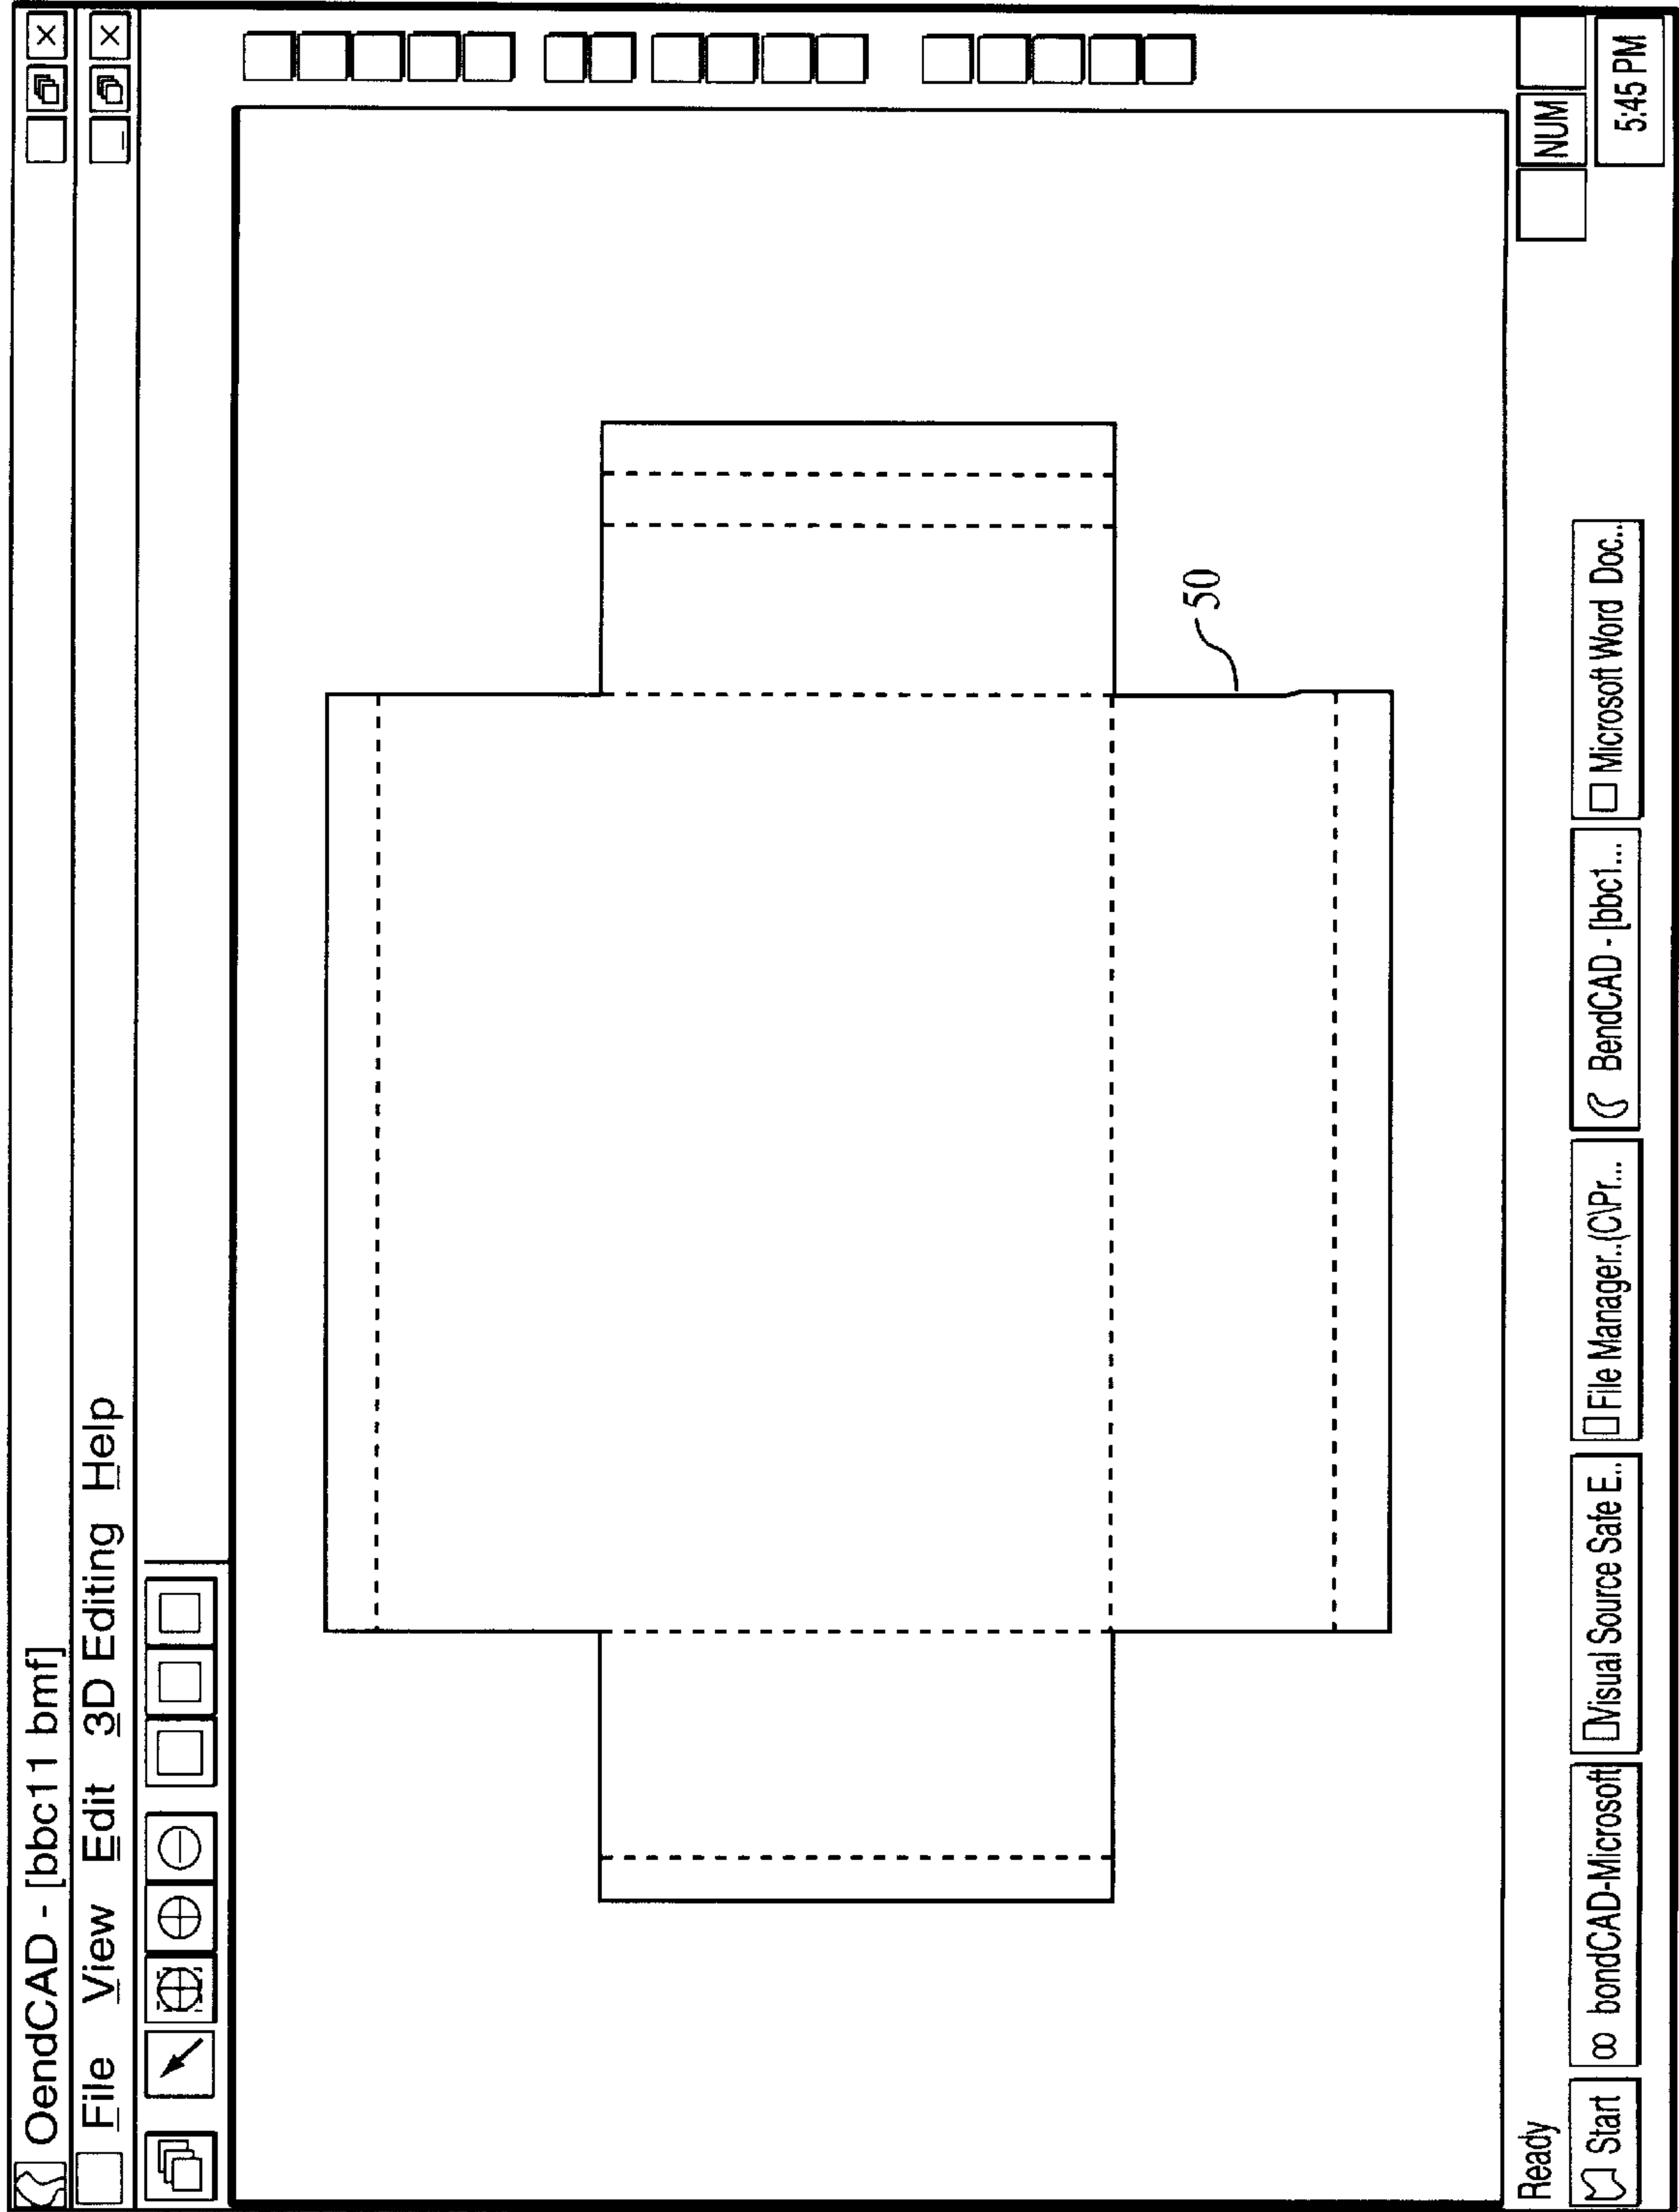 OendCAD - [bbc11 bmf]
File View Edit 3D Editing Help
50
Ready
NUM
Start
bondCAD-Microsoft
Visual Source Safe E..
File Manager..(C\Pr...
BendCAD - [bbc1...
Microsoft Word Doc..
5:45 PM